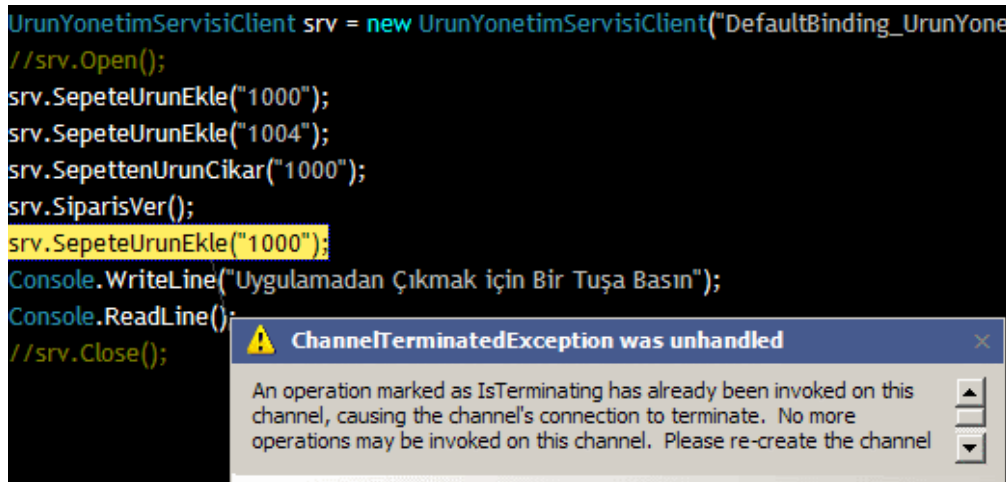 UrunYonetimServisiClient srv = new UrunYonetimServisiClient("DefaultBinding_UrunYone
//srv.Open();
srv.SepeteUrunEkle("1000");
srv.SepeteUrunEkle("1004");
srv.SepettenUrunCikar("1000");
srv.SiparisVer();
srv.SepeteUrunEkle("1000");
Console.WriteLine("Uygulamadan Çıkmak için Bir Tuşa Basın");
Console.ReadLine();
//srv.Close();
ChannelTerminatedException was unhandled
An operation marked as IsTerminating has already been invoked on this
channel, causing the channel's connection to terminate. No more
operations may be invoked on this channel. Please re-create the channel